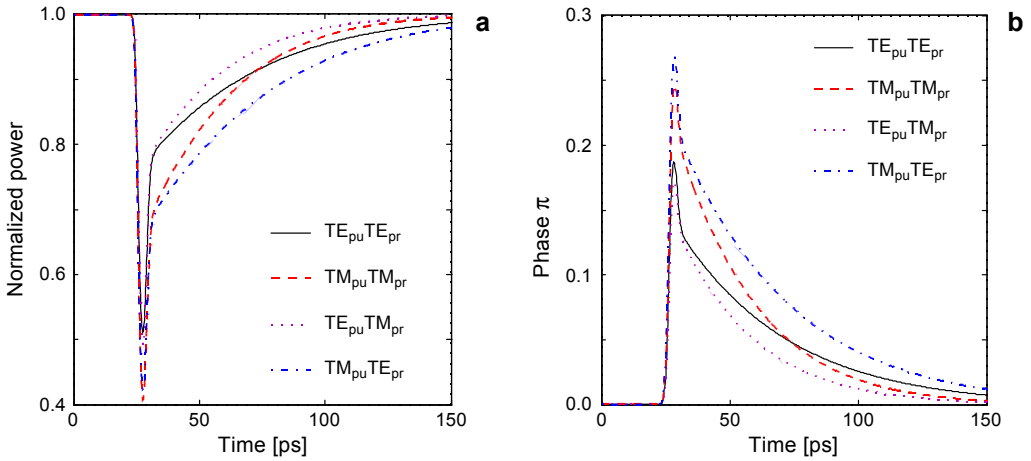 a
1.0
0.8
0.6
0.4
Normalized power
TEpuTEpr
TMpuTMpr
TEpuTMpr
TMpuTEpr
0
50
100
150
Time [ps]
b
0.3
0.2
0.1
0.0
Phase π
TEpuTEpr
TMpuTMpr
TEpuTMpr
TMpuTEpr
0
50
100
150
Time [ps]